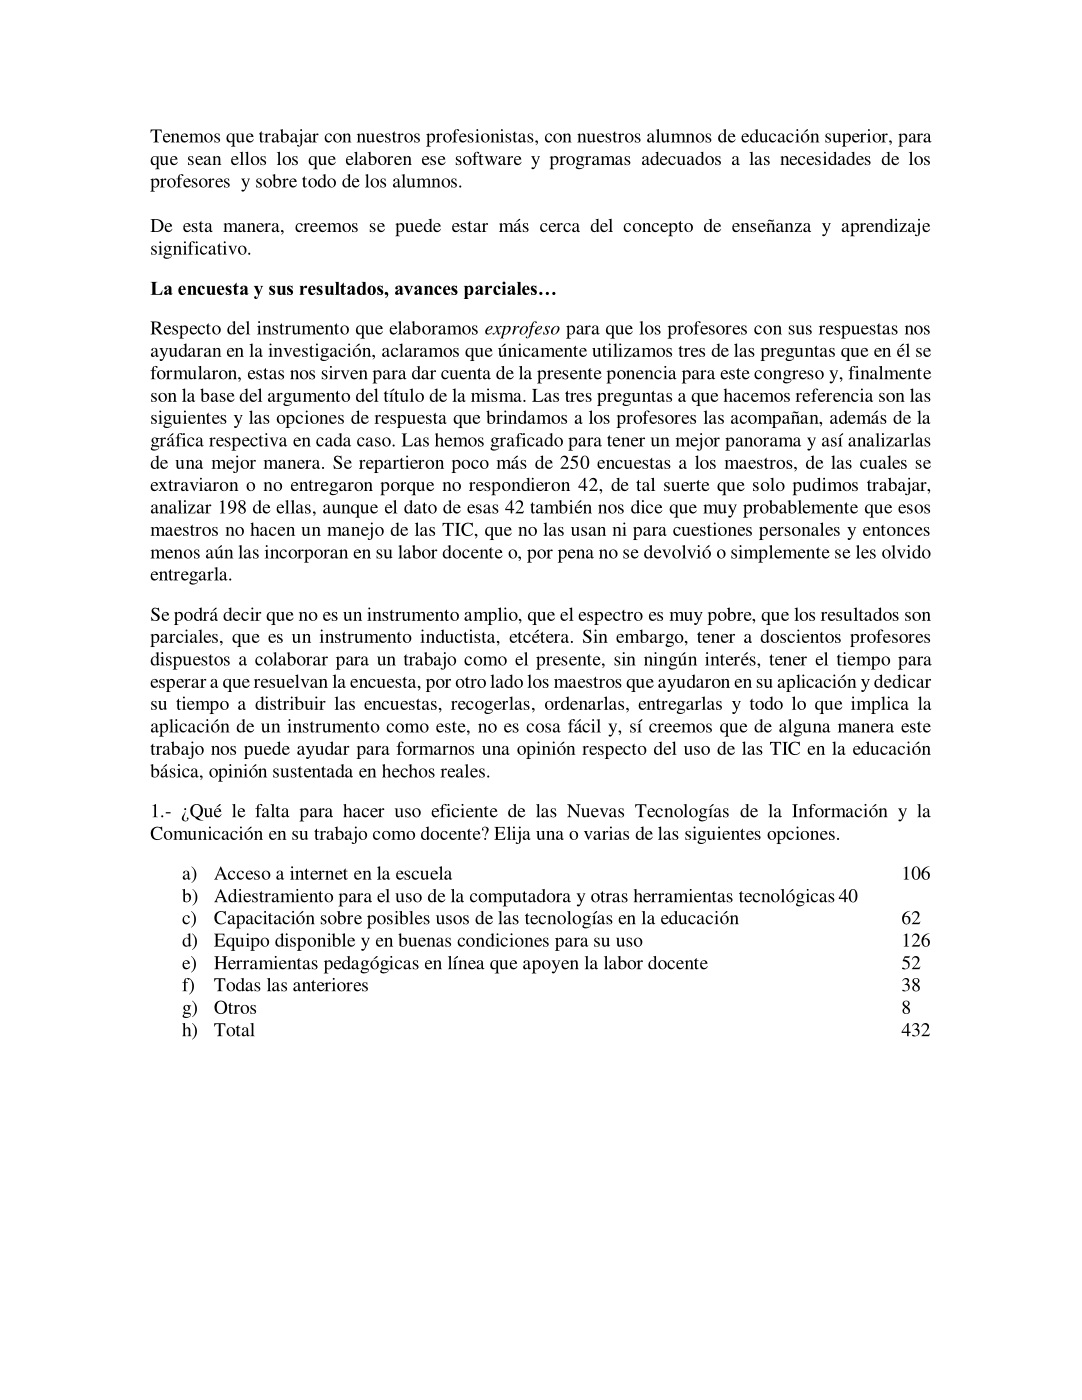 Tenemos que trabajar con nuestros profesionistas, con nuestros alumnos de educación superior, para
que sean ellos los que elaboren ese software y programas adecuados a las necesidades de los
profesores y sobre todo de los alumnos.
De esta manera, creemos se puede estar más cerca del concepto de enseñanza y aprendizaje
significativo.
La encuesta y sus resultados, avances parciales…
Respecto del instrumento que elaboramos exprofeso para que los profesores con sus respuestas nos
ayudaran en la investigación, aclaramos que únicamente utilizamos tres de las preguntas que en él se
formularon, estas nos sirven para dar cuenta de la presente ponencia para este congreso y, finalmente
son la base del argumento del título de la misma. Las tres preguntas a que hacemos referencia son las
siguientes y las opciones de respuesta que brindamos a los profesores las acompañan, además de la
gráfica respectiva en cada caso. Las hemos graficado para tener un mejor panorama y así analizarlas
de una mejor manera. Se repartieron poco más de 250 encuestas a los maestros, de las cuales se
extraviaron o no entregaron porque no respondieron 42, de tal suerte que solo pudimos trabajar,
analizar 198 de ellas, aunque el dato de esas 42 también nos dice que muy probablemente que esos
maestros no hacen un manejo de las TIC, que no las usan ni para cuestiones personales y entonces
menos aún las incorporan en su labor docente o, por pena no se devolvió o simplemente se les olvido
entregarla.
Se podrá decir que no es un instrumento amplio, que el espectro es muy pobre, que los resultados son
parciales, que es un instrumento inductista, etcétera. Sin embargo, tener a doscientos profesores
dispuestos a colaborar para un trabajo como el presente, sin ningún interés, tener el tiempo para
esperar a que resuelvan la encuesta, por otro lado los maestros que ayudaron en su aplicación y dedicar
su tiempo a distribuir las encuestas, recogerlas, ordenarlas, entregarlas y todo lo que implica la
aplicación de un instrumento como este, no es cosa fácil y, sí creemos que de alguna manera este
trabajo nos puede ayudar para formarnos una opinión respecto del uso de las TIC en la educación
básica, opinión sustentada en hechos reales.
1.- ¿Qué le falta para hacer uso eficiente de las Nuevas Tecnologías de la Información y la
Comunicación en su trabajo como docente? Elija una o varias de las siguientes opciones.
a) Acceso a internet en la escuela 106
b) Adiestramiento para el uso de la computadora y otras herramientas tecnológicas 40
c) Capacitación sobre posibles usos de las tecnologías en la educación 62
d) Equipo disponible y en buenas condiciones para su uso 126
e) Herramientas pedagógicas en línea que apoyen la labor docente 52
f) Todas las anteriores 38
g) Otros 8
h) Total 432